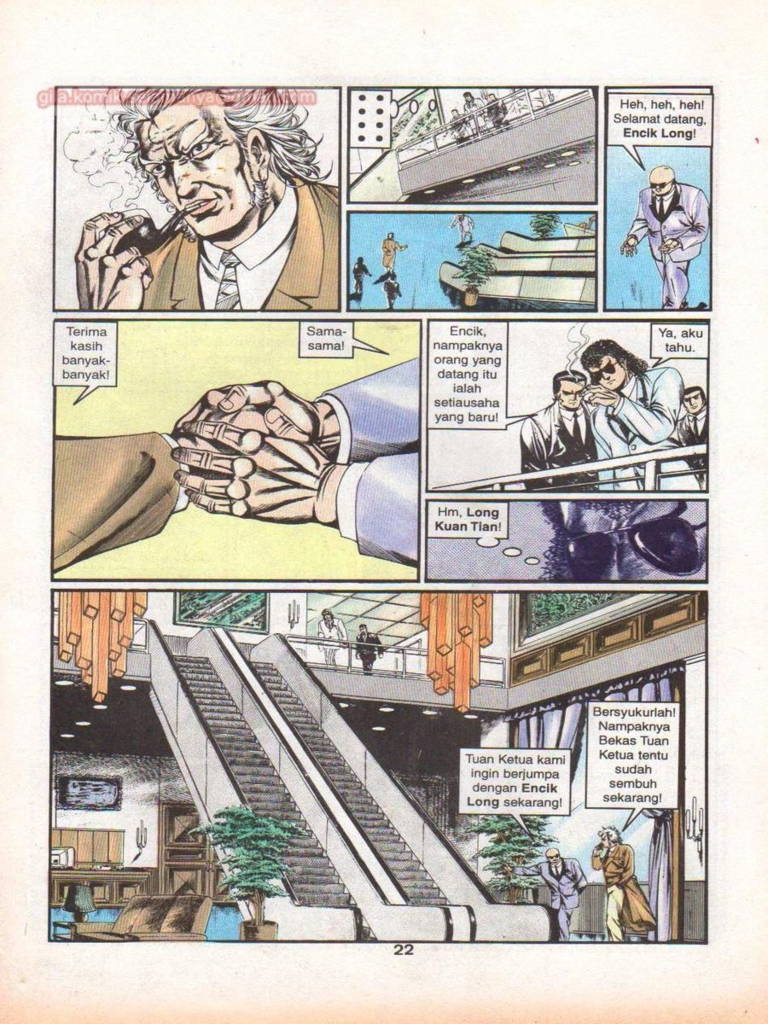 Heh, heh, heh!
Selamat datang,
Encik Long!
Terima
kasih
banyak-
banyak!
Sama-
sama!
Encik,
nampaknya
orang yang
datang itu
ialah
setiausaha
yang baru!
Ya, aku
tahu.
Hm, Long
Kuan Tian!
Tuan Ketua kami
ingin berjumpa
dengan Encik
Long sekarang!
Bersyukurlah!
Nampaknya
Bekas Tuan
Ketua tentu
sudah
sembuh
sekarang!
22